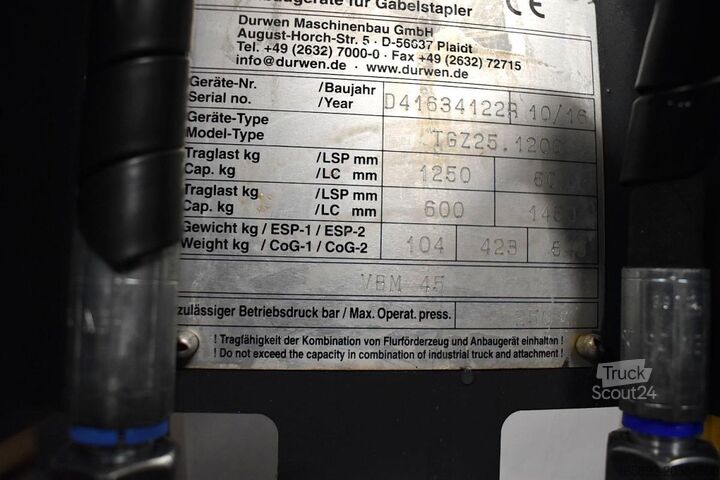 für Gabelstapler CE
Durwen Maschinenbau GmbH
August-Horch-Str. 5 · D-56637 Plaidt
Tel. +49 (2632) 7000-0 · Fax +49 (2632) 72715
info@durwen.de · www.durwen.de
Geräte-Nr. /Baujahr
Serial no. /Year D41634122R 10/16
Geräte-Type
Model-Type TGZ25.1200
Traglast kg /LSP mm
Cap. kg /LC mm 1250
Traglast kg /LSP mm
Cap. kg /LC mm 600
Gewicht kg / ESP-1 / ESP-2
Weight kg / CoG-1 / CoG-2 104 423
VBM 45
zulässiger Betriebsdruck bar / Max. Operat. press.
! Tragfähigkeit der Kombination von Flurförderzeug und Anbaugerät einhalten !
! Do not exceed the capacity in combination of industrial truck and attachment !
Truck
Scout24